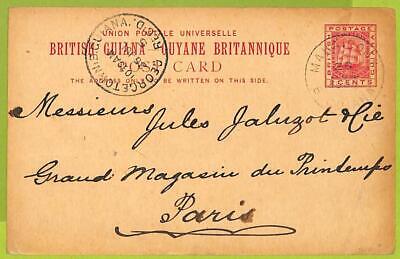 UNION POSTALE UNIVERSELLE
BRITISH GUIANA GUYANE BRITANNIQUE
CARD
THE ADDRESS ONLY TO BE WRITTEN ON THIS SIDE.
POSTAGE
CENTS
GEORGETOWN
GUIANA.
Messieurs
Jules Jaluzot & Cie
Grand Magasin du Printemps
Paris